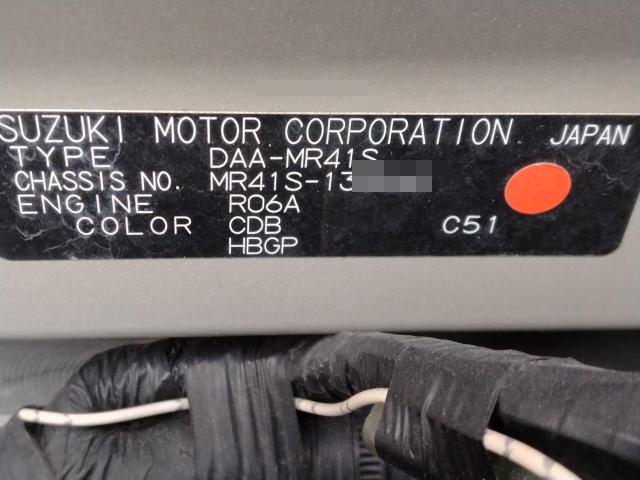 SUZUKI MOTOR CORPORATION JAPAN
TYPE DAA-MR41S
CHASSIS NO. MR41S-13
ENGINE R06A
COLOR CDB C51
HBGP